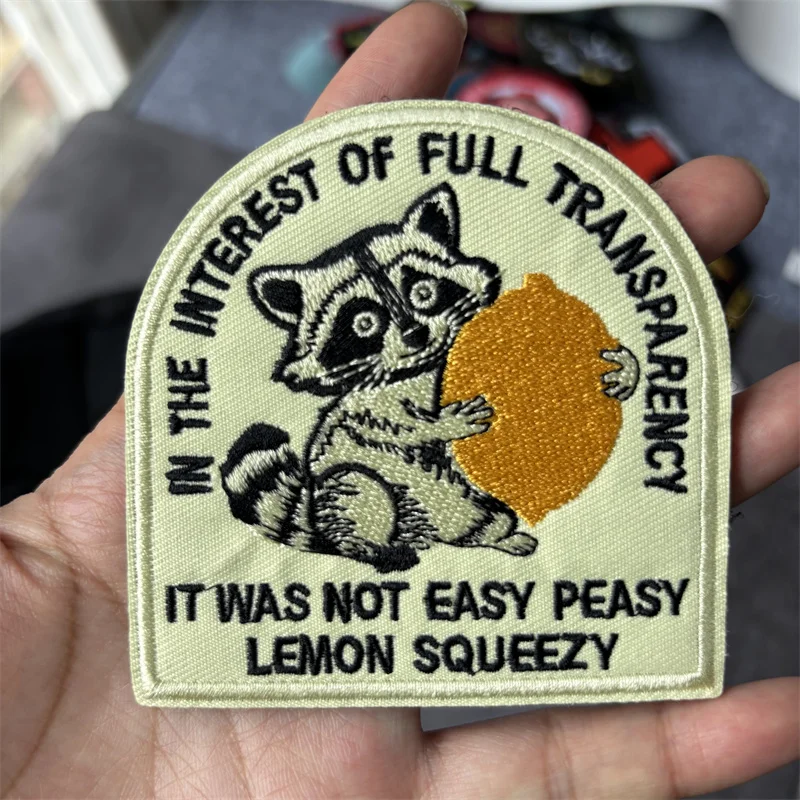 IN THE INTEREST OF FULL TRANSPARENCY
IT WAS NOT EASY PEASY
LEMON SQUEEZY